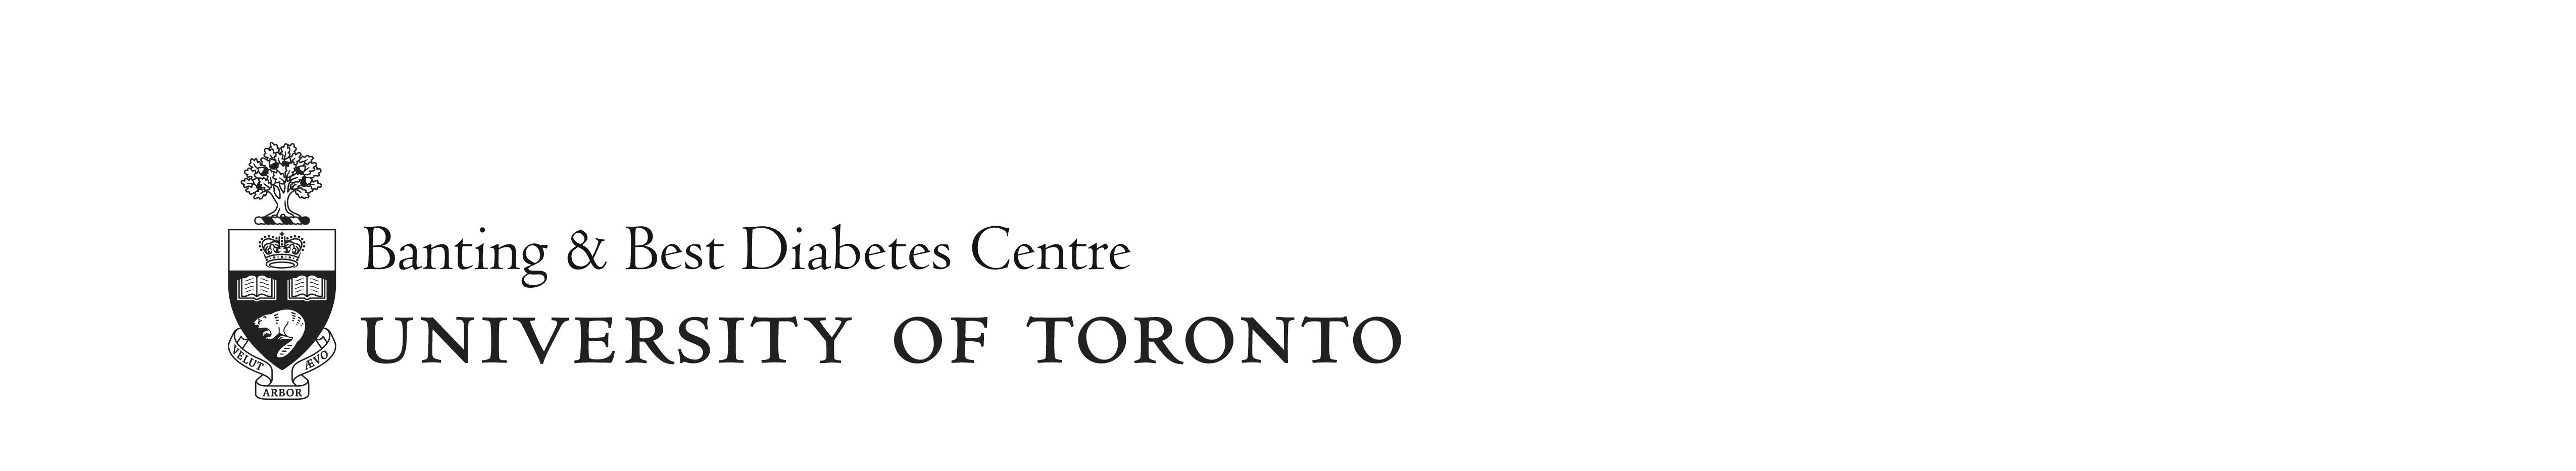 Banting & Best Diabetes Centre
UNIVERSITY OF TORONTO
VELUT ARBOR ÆVO